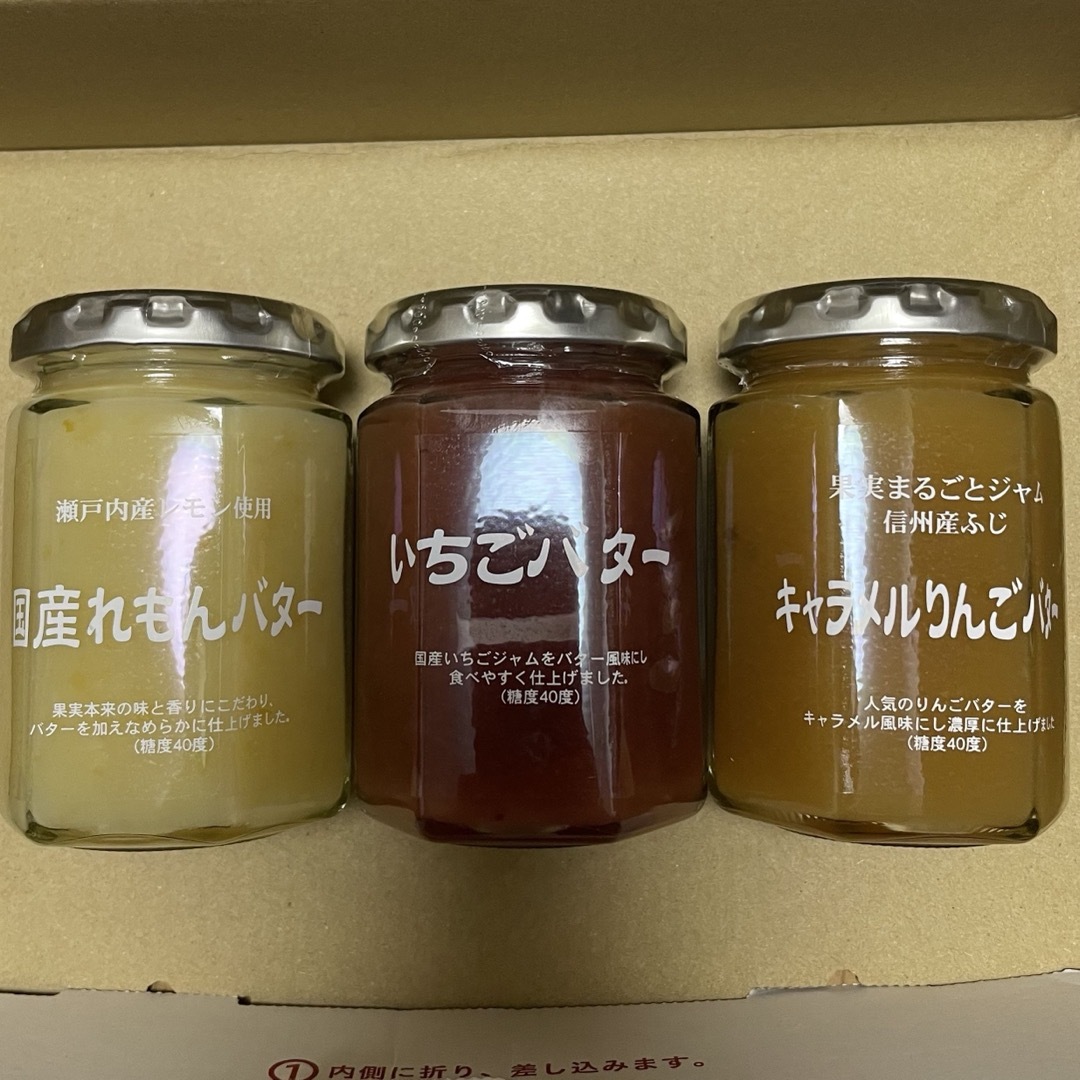 瀬戸内産レモン使用
国産れもんバター
果実本来の味と香りにこだわり、
バターを加えなめらかに仕上げました。
(糖度40度)
いちごバター
国産いちごジャムをバター風味にし
食べやすく仕上げました。
(糖度40度)
果実まるごとジャム
信州産ふじ
キャラメルりんごバター
人気のりんごバターを
キャラメル風味にし濃厚に仕上げました
(糖度40度)
① 内側に折り、差し込みます。